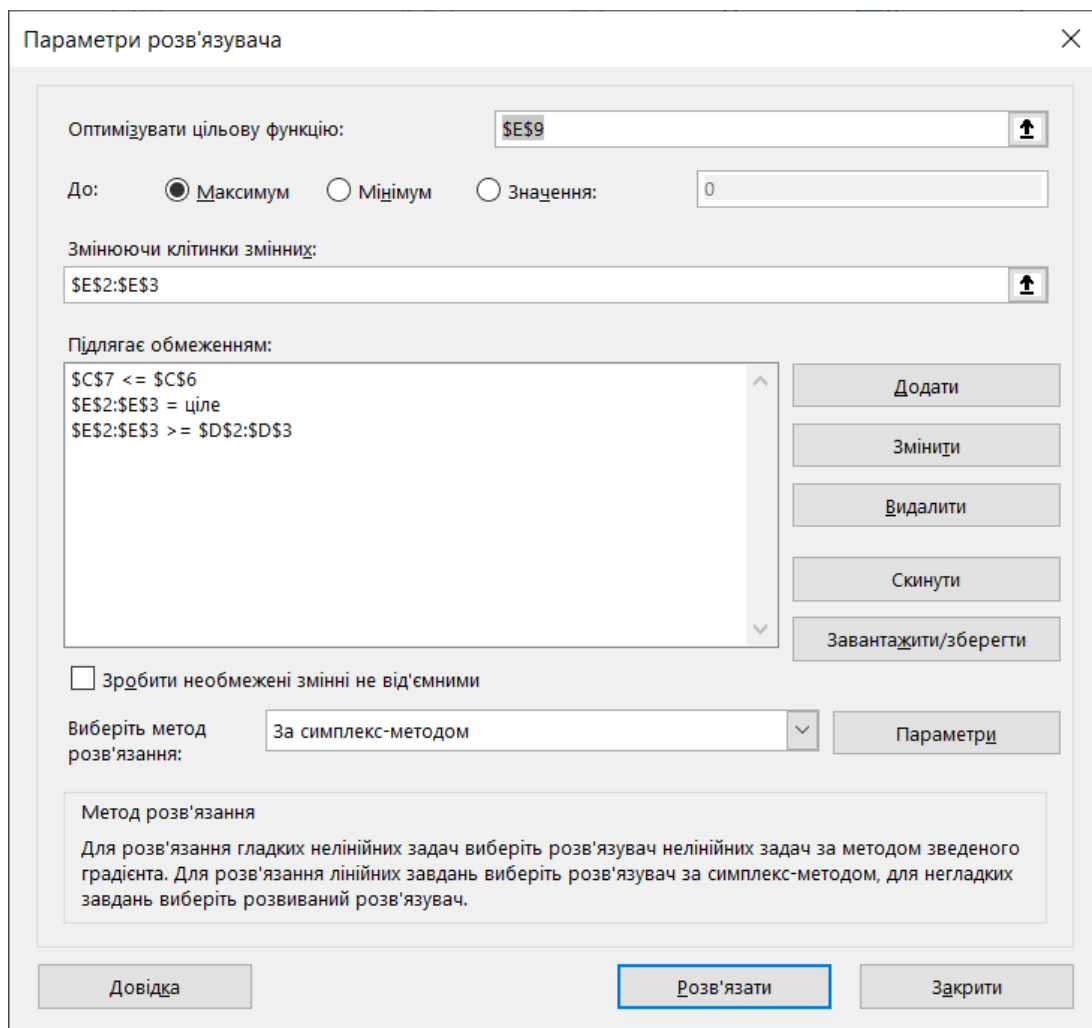 Параметри розв'язувача
Оптимізувати цільову функцію: $E$9
До: Максимум Мінімум Значення: 0
Змінюючи клітинки змінних:
$E$2:$E$3
Підлягає обмеженням:
$C$7 <= $C$6
$E$2:$E$3 = ціле
$E$2:$E$3 >= $D$2:$D$3
Додати
Змінити
Видалити
Скинути
Завантажити/зберегти
Зробити необмежені змінні не від'ємними
Виберіть метод
розв'язання:
За симплекс-методом
Параметри
Метод розв'язання
Для розв'язання гладких нелінійних задач виберіть розв'язувач нелінійних задач за методом зведеного
градієнта. Для розв'язання лінійних завдань виберіть розв'язувач за симплекс-методом, для негладких
завдань виберіть розвиваний розв'язувач.
Довідка Розв'язати Закрити